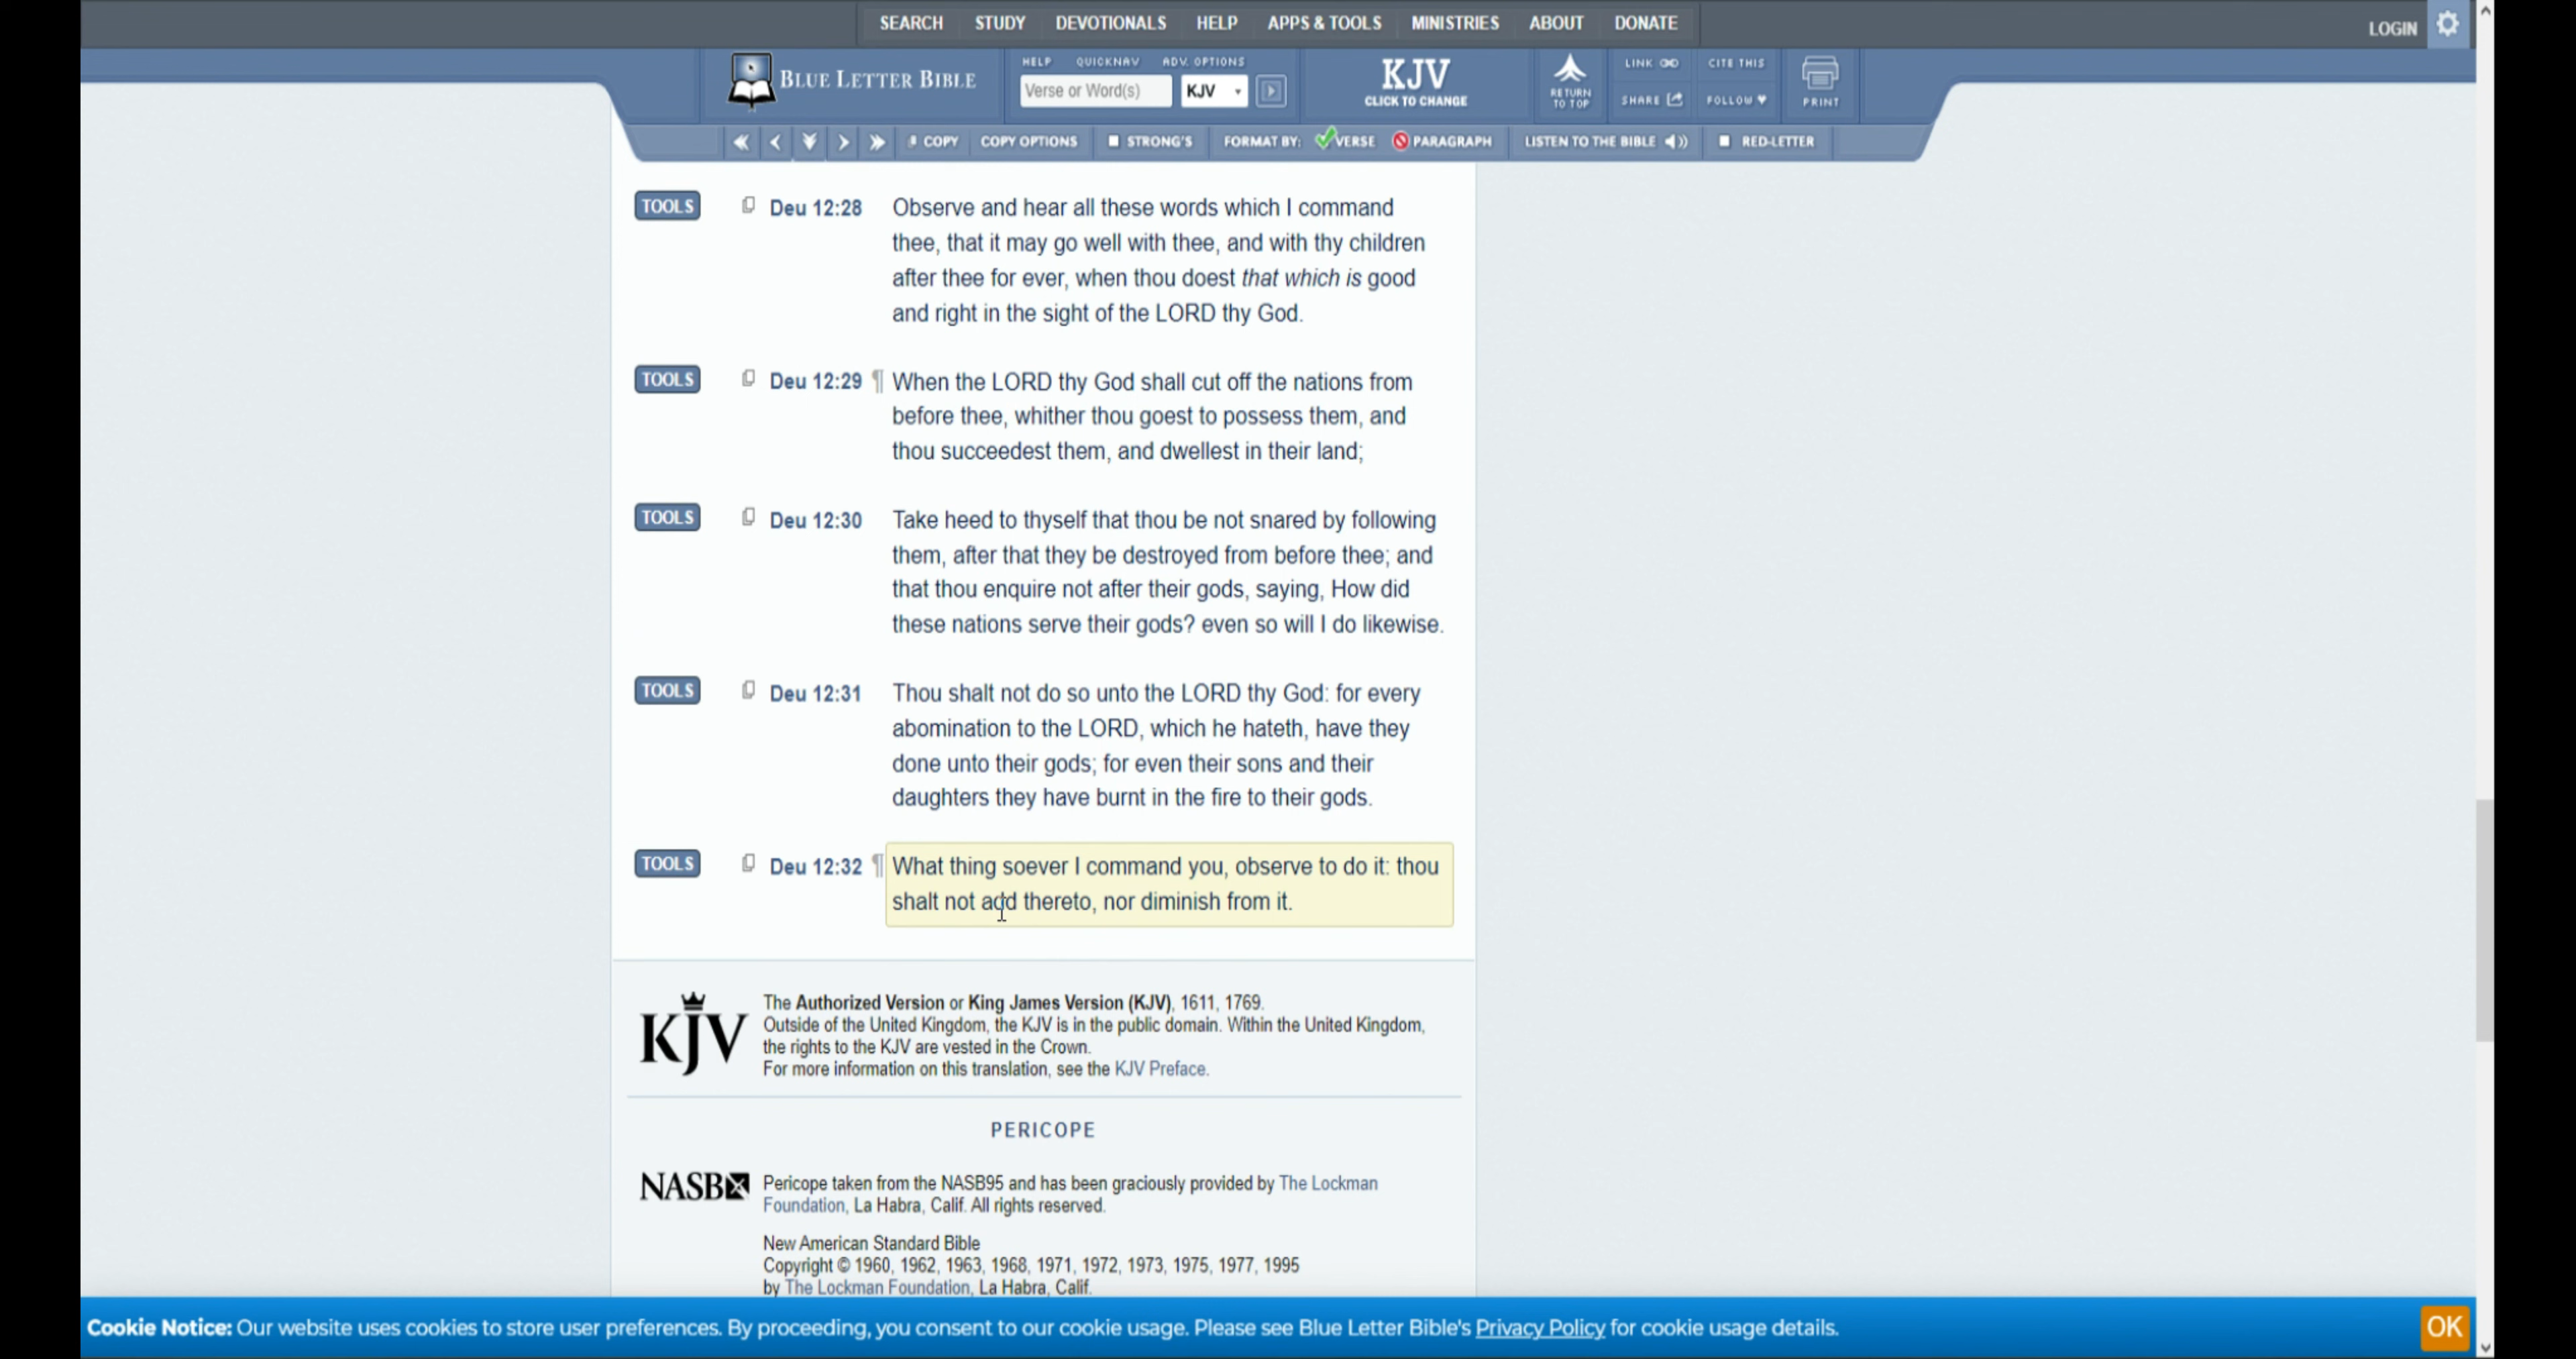 SEARCH STUDY DEVOTIONALS HELP APPS & TOOLS MINISTRIES ABOUT DONATE
LOGIN
BLUE LETTER BIBLE
HELP QUICKNAV ADV. OPTIONS
Verse or Word(s) KJV
KJV
CLICK TO CHANGE
RETURN
TO TOP
LINK CITE THIS
SHARE FOLLOW
PRINT
COPY COPY OPTIONS STRONG'S FORMAT BY: VERSE PARAGRAPH LISTEN TO THE BIBLE RED-LETTER
TOOLS Deu 12:28 Observe and hear all these words which I command
thee, that it may go well with thee, and with thy children
after thee for ever, when thou doest that which is good
and right in the sight of the LORD thy God.
TOOLS Deu 12:29 ¶ When the LORD thy God shall cut off the nations from
before thee, whither thou goest to possess them, and
thou succeedest them, and dwellest in their land;
TOOLS Deu 12:30 Take heed to thyself that thou be not snared by following
them, after that they be destroyed from before thee; and
that thou enquire not after their gods, saying, How did
these nations serve their gods? even so will I do likewise.
TOOLS Deu 12:31 Thou shalt not do so unto the LORD thy God: for every
abomination to the LORD, which he hateth, have they
done unto their gods; for even their sons and their
daughters they have burnt in the fire to their gods.
TOOLS Deu 12:32 ¶ What thing soever I command you, observe to do it: thou
shalt not add thereto, nor diminish from it.
KJV
The Authorized Version or King James Version (KJV), 1611, 1769.
Outside of the United Kingdom, the KJV is in the public domain. Within the United Kingdom,
the rights to the KJV are vested in the Crown.
For more information on this translation, see the KJV Preface.
PERICOPE
NASB
Pericope taken from the NASB95 and has been graciously provided by The Lockman
Foundation, La Habra, Calif. All rights reserved.
New American Standard Bible
Copyright © 1960, 1962, 1963, 1968, 1971, 1972, 1973, 1975, 1977, 1995
by The Lockman Foundation, La Habra, Calif.
Cookie Notice: Our website uses cookies to store user preferences. By proceeding, you consent to our cookie usage. Please see Blue Letter Bible's Privacy Policy for cookie usage details.
OK